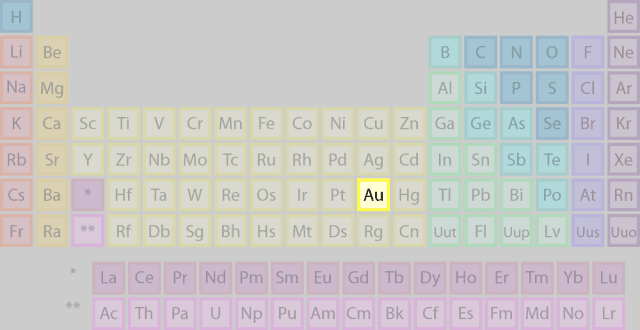 H He
Li Be B C N O F Ne
Na Mg Al Si P S Cl Ar
K Ca Sc Ti V Cr Mn Fe Co Ni Cu Zn Ga Ge As Se Br Kr
Rb Sr Y Zr Nb Mo Tc Ru Rh Pd Ag Cd In Sn Sb Te I Xe
Cs Ba * Hf Ta W Re Os Ir Pt Au Hg Tl Pb Bi Po At Rn
Fr Ra ** Rf Db Sg Bh Hs Mt Ds Rg Cn Uut Fl Uup Lv Uus Uuo
* La Ce Pr Nd Pm Sm Eu Gd Tb Dy Ho Er Tm Yb Lu
** Ac Th Pa U Np Pu Am Cm Bk Cf Es Fm Md No Lr